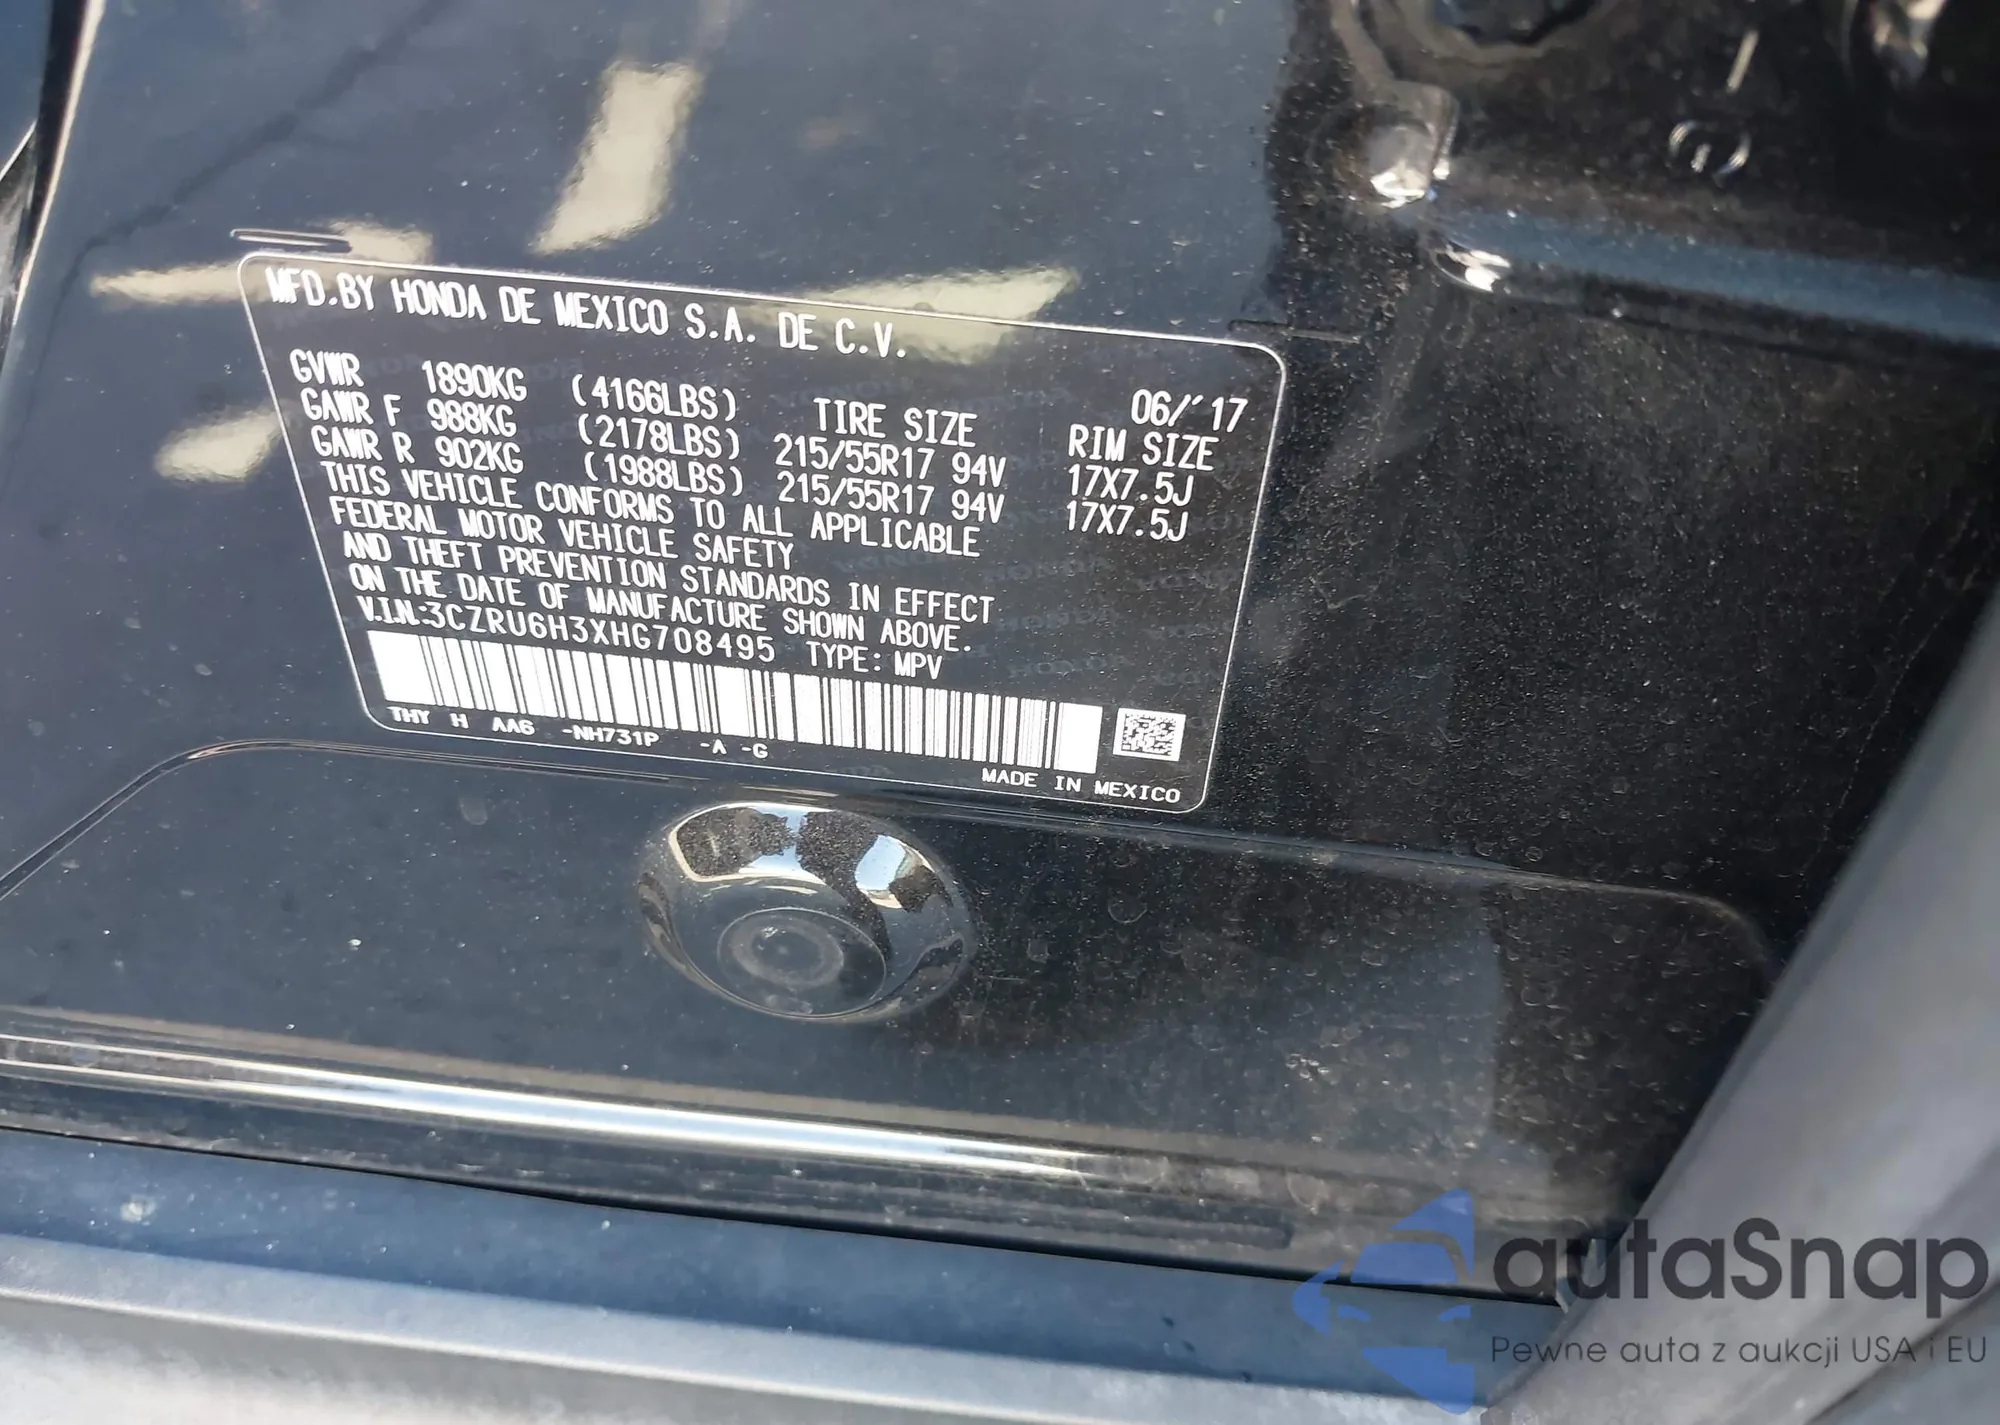 MFD.BY HONDA DE MEXICO S.A. DE C.V.
06/'17
GVWR 1890KG (4166LBS) TIRE SIZE RIM SIZE
GAWR F 988KG (2178LBS) 215/55R17 94V 17X7.5J
GAWR R 902KG (1988LBS) 215/55R17 94V 17X7.5J
THIS VEHICLE CONFORMS TO ALL APPLICABLE
FEDERAL MOTOR VEHICLE SAFETY
AND THEFT PREVENTION STANDARDS IN EFFECT
ON THE DATE OF MANUFACTURE SHOWN ABOVE.
V.I.N.:3CZRU6H3XHG708495 TYPE: MPV
THY H AA6 -NH731P -A -G
MADE IN MEXICO
autaSnap
Pewne auta z aukcji USA i EU